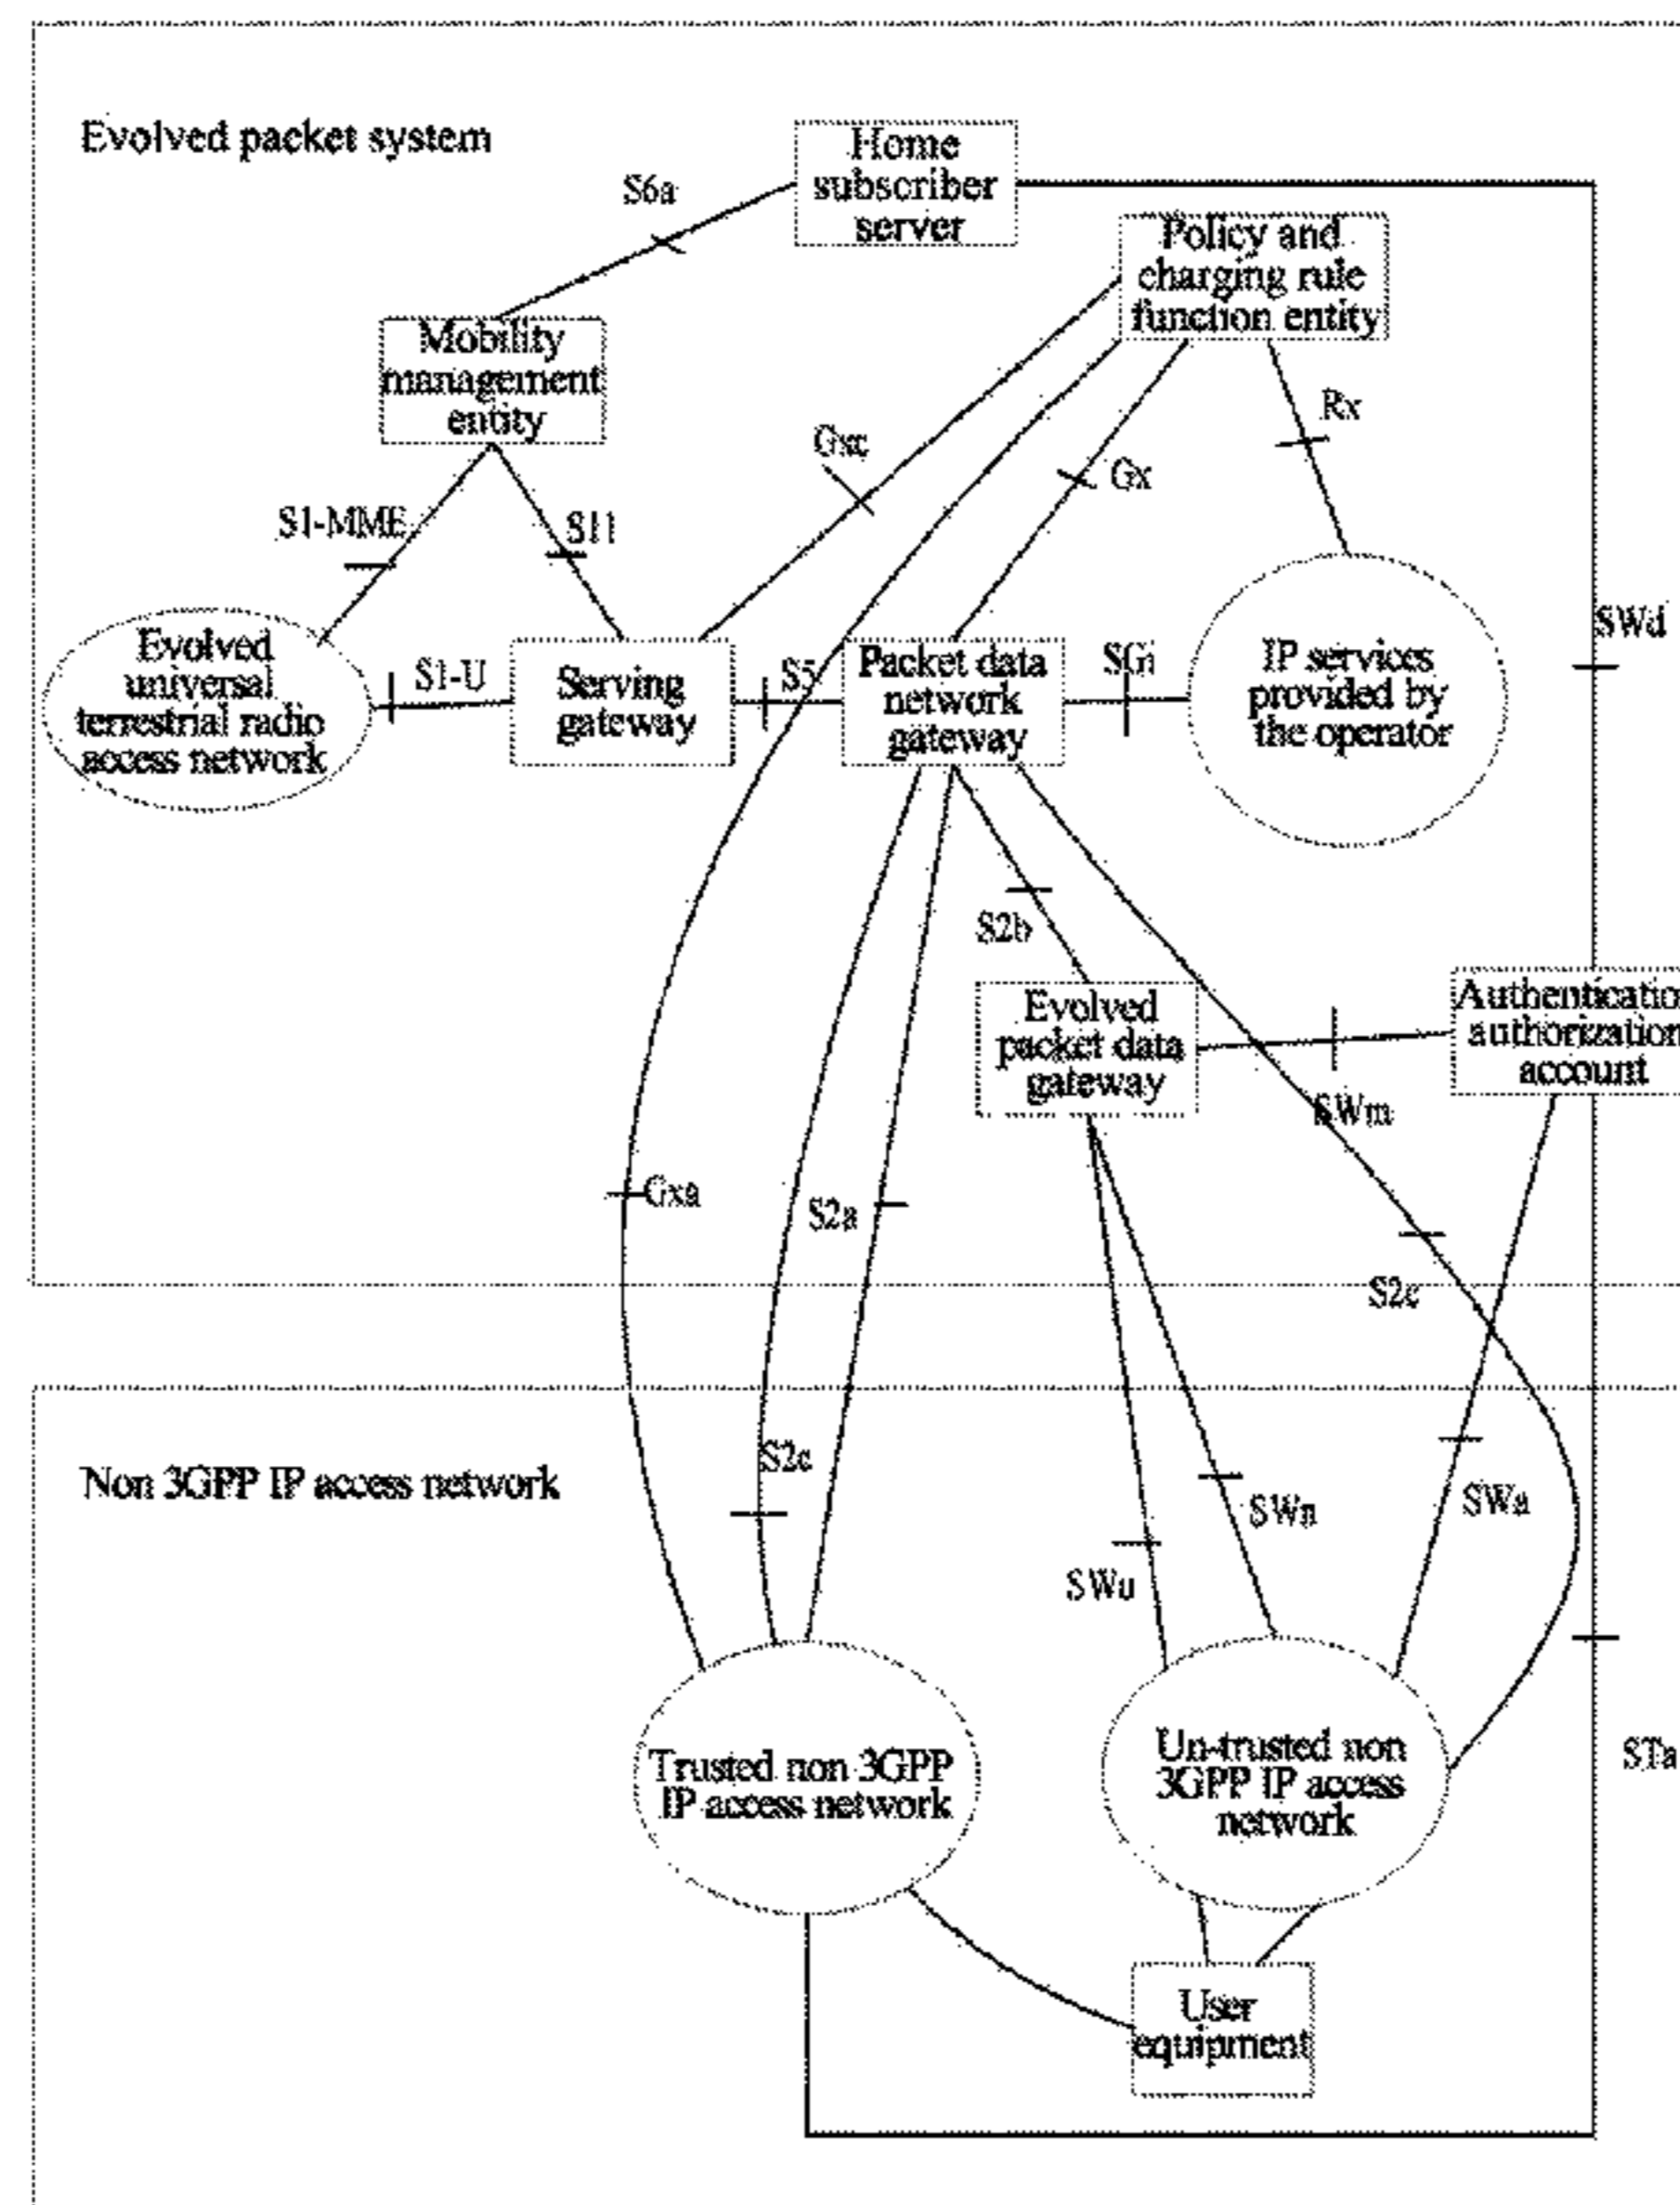 Evolved packet system
Home
subscriber
server
S6a
Policy and
charging rule
function entity
Mobility
management
entity
Rx
Gxc
Gx
S1-MME
S11
SWd
Evolved
universal
terrestrial radio
access network
S1-U
Serving
gateway
S5
Packet data
network
gateway
SGi
IP services
provided by
the operator
S2b
Evolved
packet data
gateway
Authenticatio
authorization
account
SWm
Gxa
S2a
S2c
Non 3GPP IP access network
S2c
SWn
SWa
SWu
Trusted non 3GPP
IP access network
Un-trusted non
3GPP IP access
network
STa
User
equipment